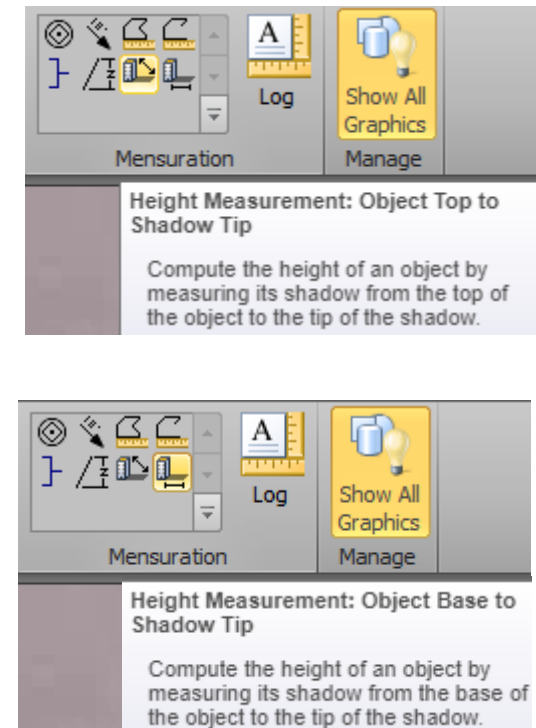 A
Log
Show All
Graphics
Mensuration
Manage
Height Measurement: Object Top to
Shadow Tip
Compute the height of an object by
measuring its shadow from the top of
the object to the tip of the shadow.
A
Log
Show All
Graphics
Mensuration
Manage
Height Measurement: Object Base to
Shadow Tip
Compute the height of an object by
measuring its shadow from the base of
the object to the tip of the shadow.